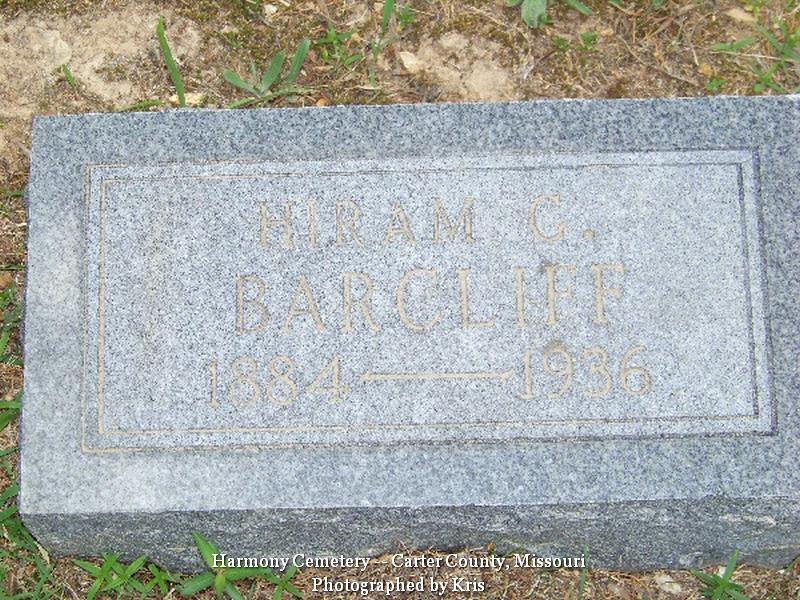 HIRAM G.
BARCLIFF
1884 — 1936
Harmony Cemetery -- Carter County, Missouri
Photographed by Kris